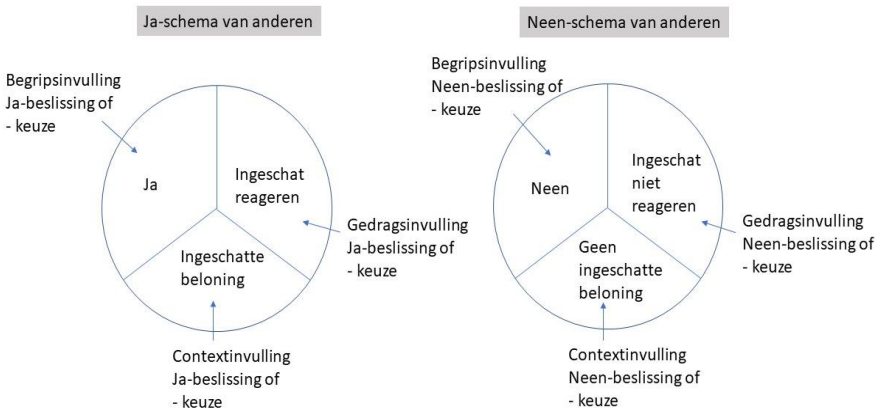 Ja-schema van anderen
Begripsinvulling
Ja-beslissing of
- keuze
Ja
Ingeschat
reageren
Ingeschatte
beloning
Gedragsinvulling
Ja-beslissing of
- keuze
Contextinvulling
Ja-beslissing of
- keuze
Neen-schema van anderen
Begripsinvulling
Neen-beslissing of
- keuze
Neen
Ingeschat
niet
reageren
Geen
ingeschatte
beloning
Gedragsinvulling
Neen-beslissing of
- keuze
Contextinvulling
Neen-beslissing of
- keuze